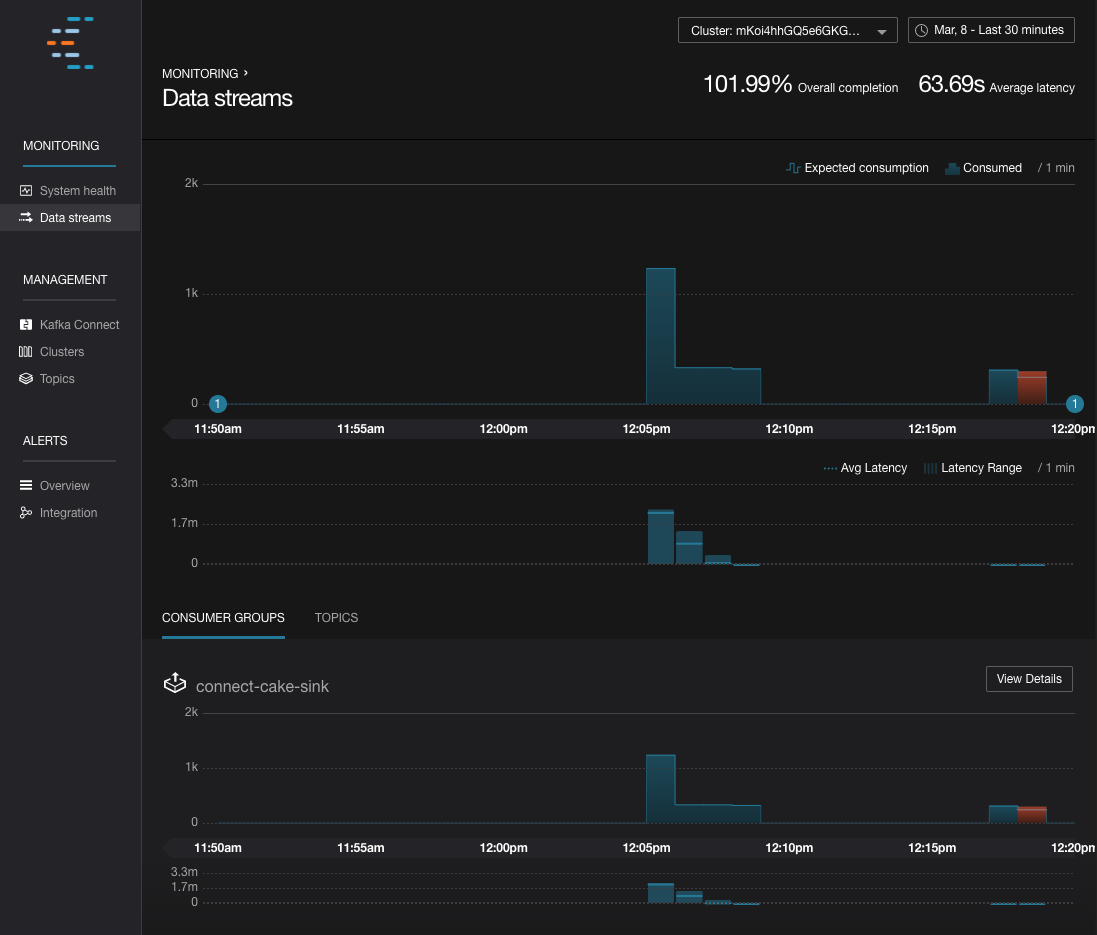 Cluster: mKoi4hhGQ5e6GKG...
Mar, 8 - Last 30 minutes
MONITORING ›
Data streams
101.99% Overall completion
63.69s Average latency
MONITORING
System health
Data streams
MANAGEMENT
Kafka Connect
Clusters
Topics
ALERTS
Overview
Integration
Expected consumption Consumed / 1 min
2k
1k
0
1 1
11:50am 11:55am 12:00pm 12:05pm 12:10pm 12:15pm 12:20pm
Avg Latency Latency Range / 1 min
3.3m
1.7m
0
CONSUMER GROUPS TOPICS
connect-cake-sink
View Details
2k
1k
0
11:50am 11:55am 12:00pm 12:05pm 12:10pm 12:15pm 12:20pm
3.3m
1.7m
0